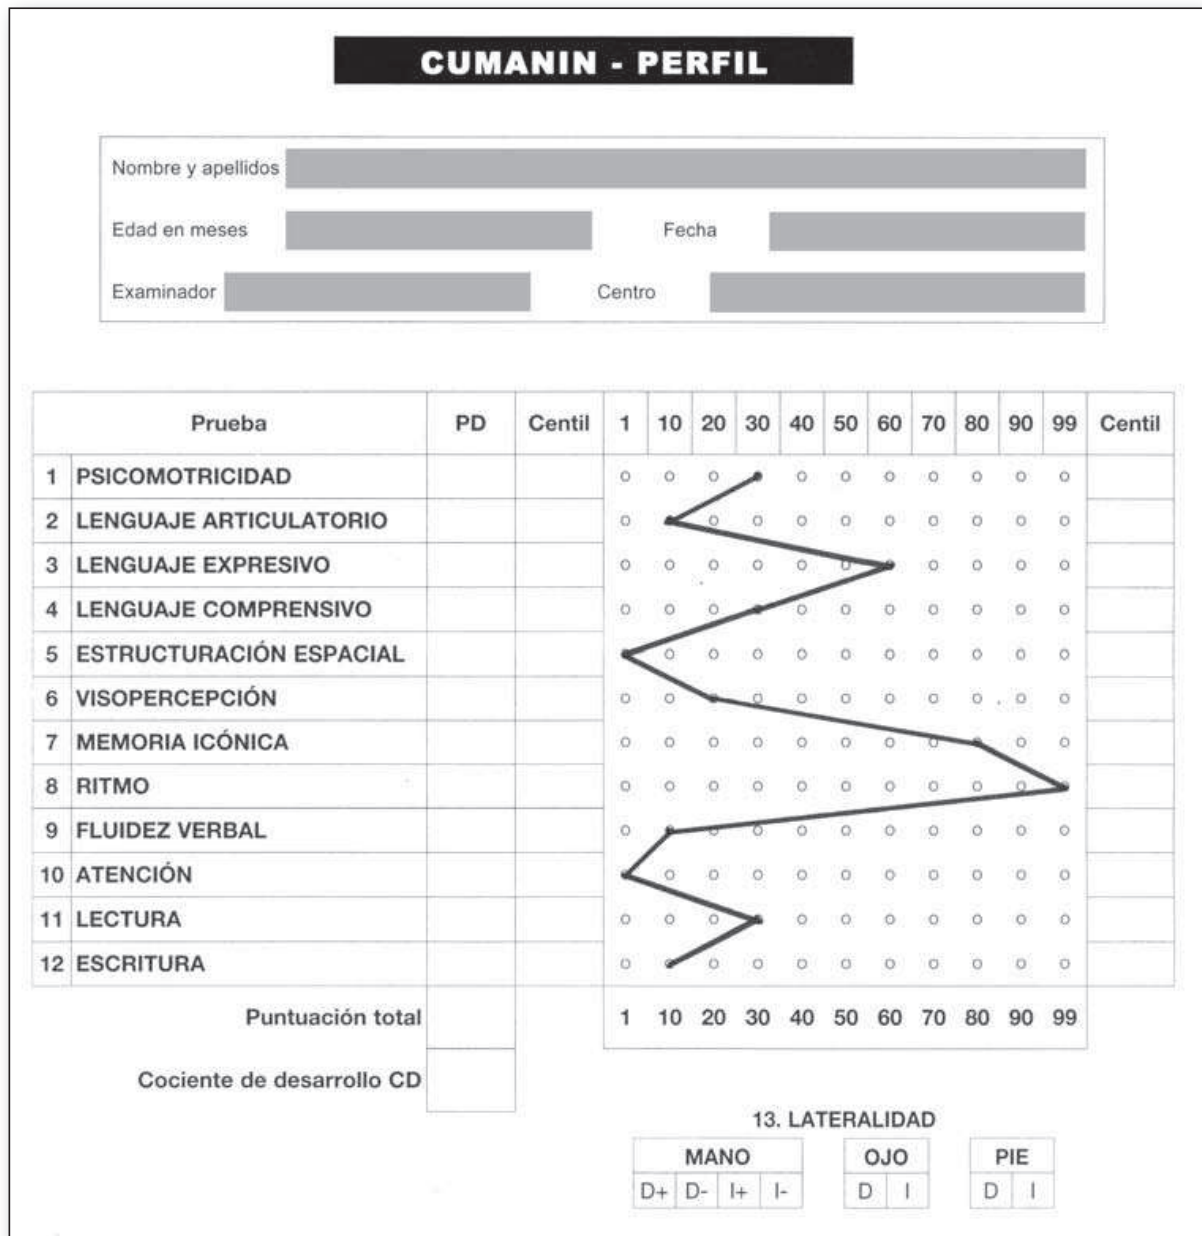 CUMANIN - PERFIL
Nombre y apellidos
Edad en meses Fecha
Examinador Centro
Prueba PD Centil 1 10 20 30 40 50 60 70 80 90 99 Centil
1 PSICOMOTRICIDAD
2 LENGUAJE ARTICULATORIO
3 LENGUAJE EXPRESIVO
4 LENGUAJE COMPRENSIVO
5 ESTRUCTURACIÓN ESPACIAL
6 VISOPERCEPCIÓN
7 MEMORIA ICÓNICA
8 RITMO
9 FLUIDEZ VERBAL
10 ATENCIÓN
11 LECTURA
12 ESCRITURA
Puntuación total 1 10 20 30 40 50 60 70 80 90 99
Cociente de desarrollo CD
13. LATERALIDAD
MANO OJO PIE
D+ D- I+ I- D I D I